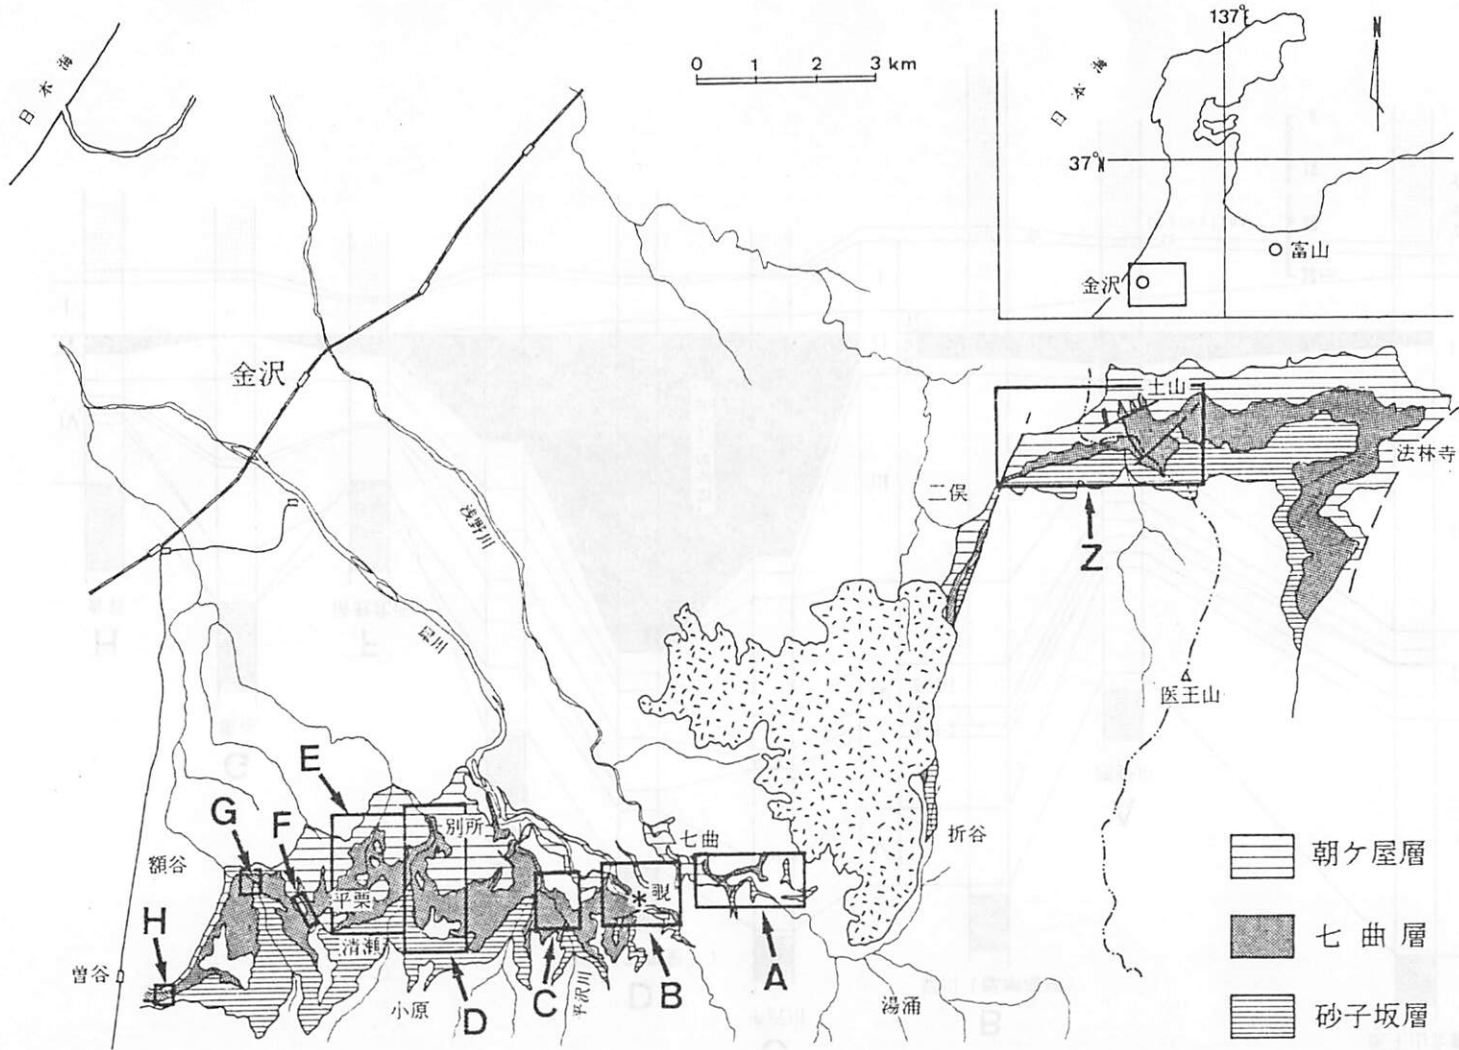 日本海
0 1 2 3 km
137°E
N
日本海
37°N
富山
金沢
金沢
土山
法林寺
二俣
Z
浅野川
犀川
医王山
E
G
F
別所
七曲
折谷
額谷
平栗
覗
*
H
清瀬
A
曽谷
小原
D
C
平沢川
B
湯涌
朝ケ屋層
七曲層
砂子坂層